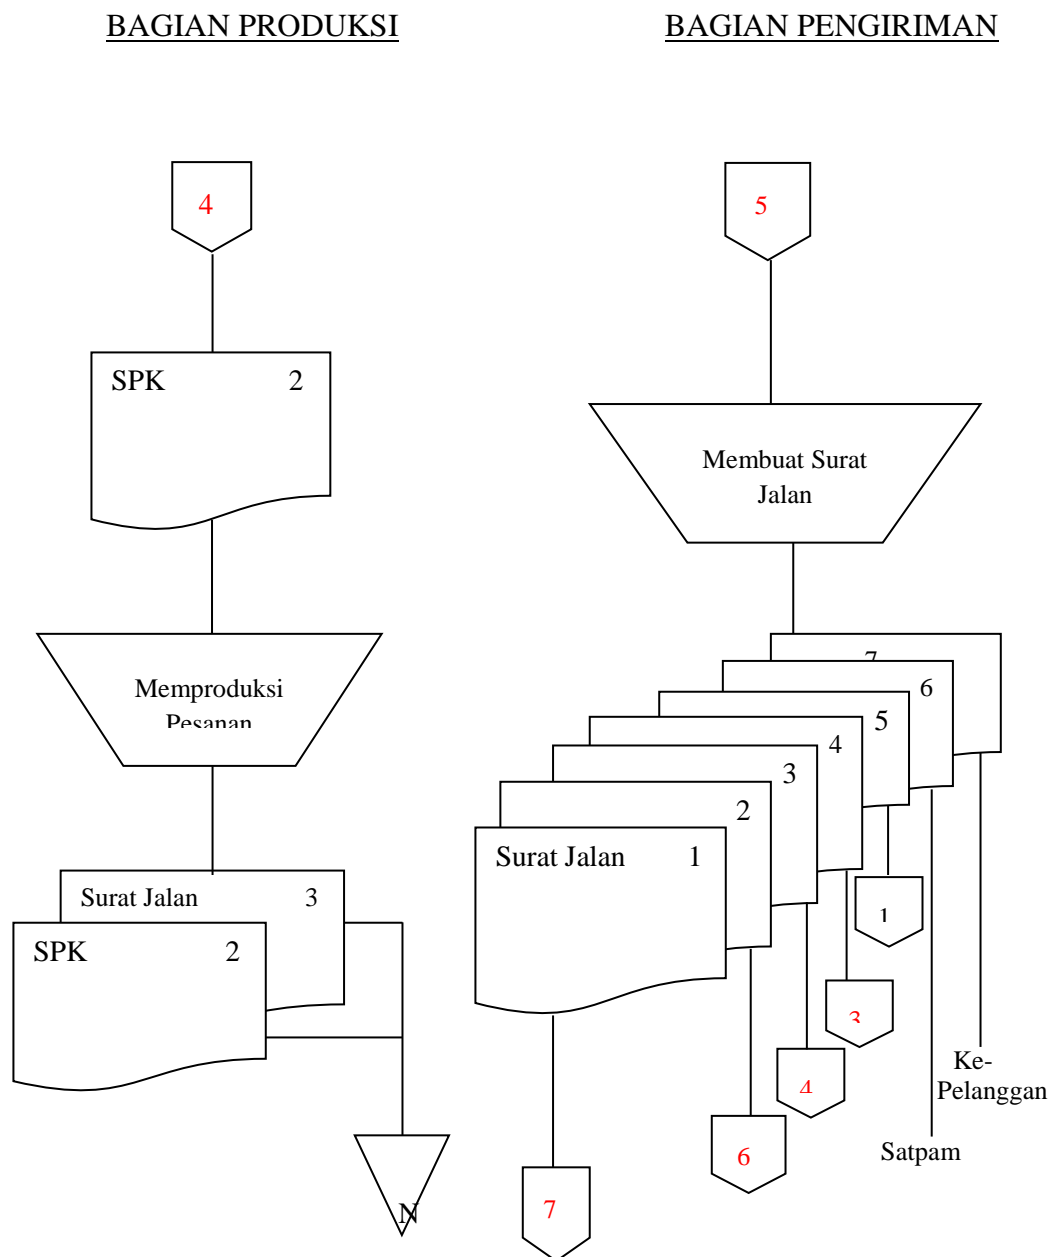 BAGIAN PRODUKSI
BAGIAN PENGIRIMAN
4
5
SPK 2
Membuat Surat
Jalan
Memproduksi
Pesanan
7
6
5
4
3
2
Surat Jalan 1
Surat Jalan 3
SPK 2
1
3
4
6
7
Ke-
Pelanggan
Satpam
N